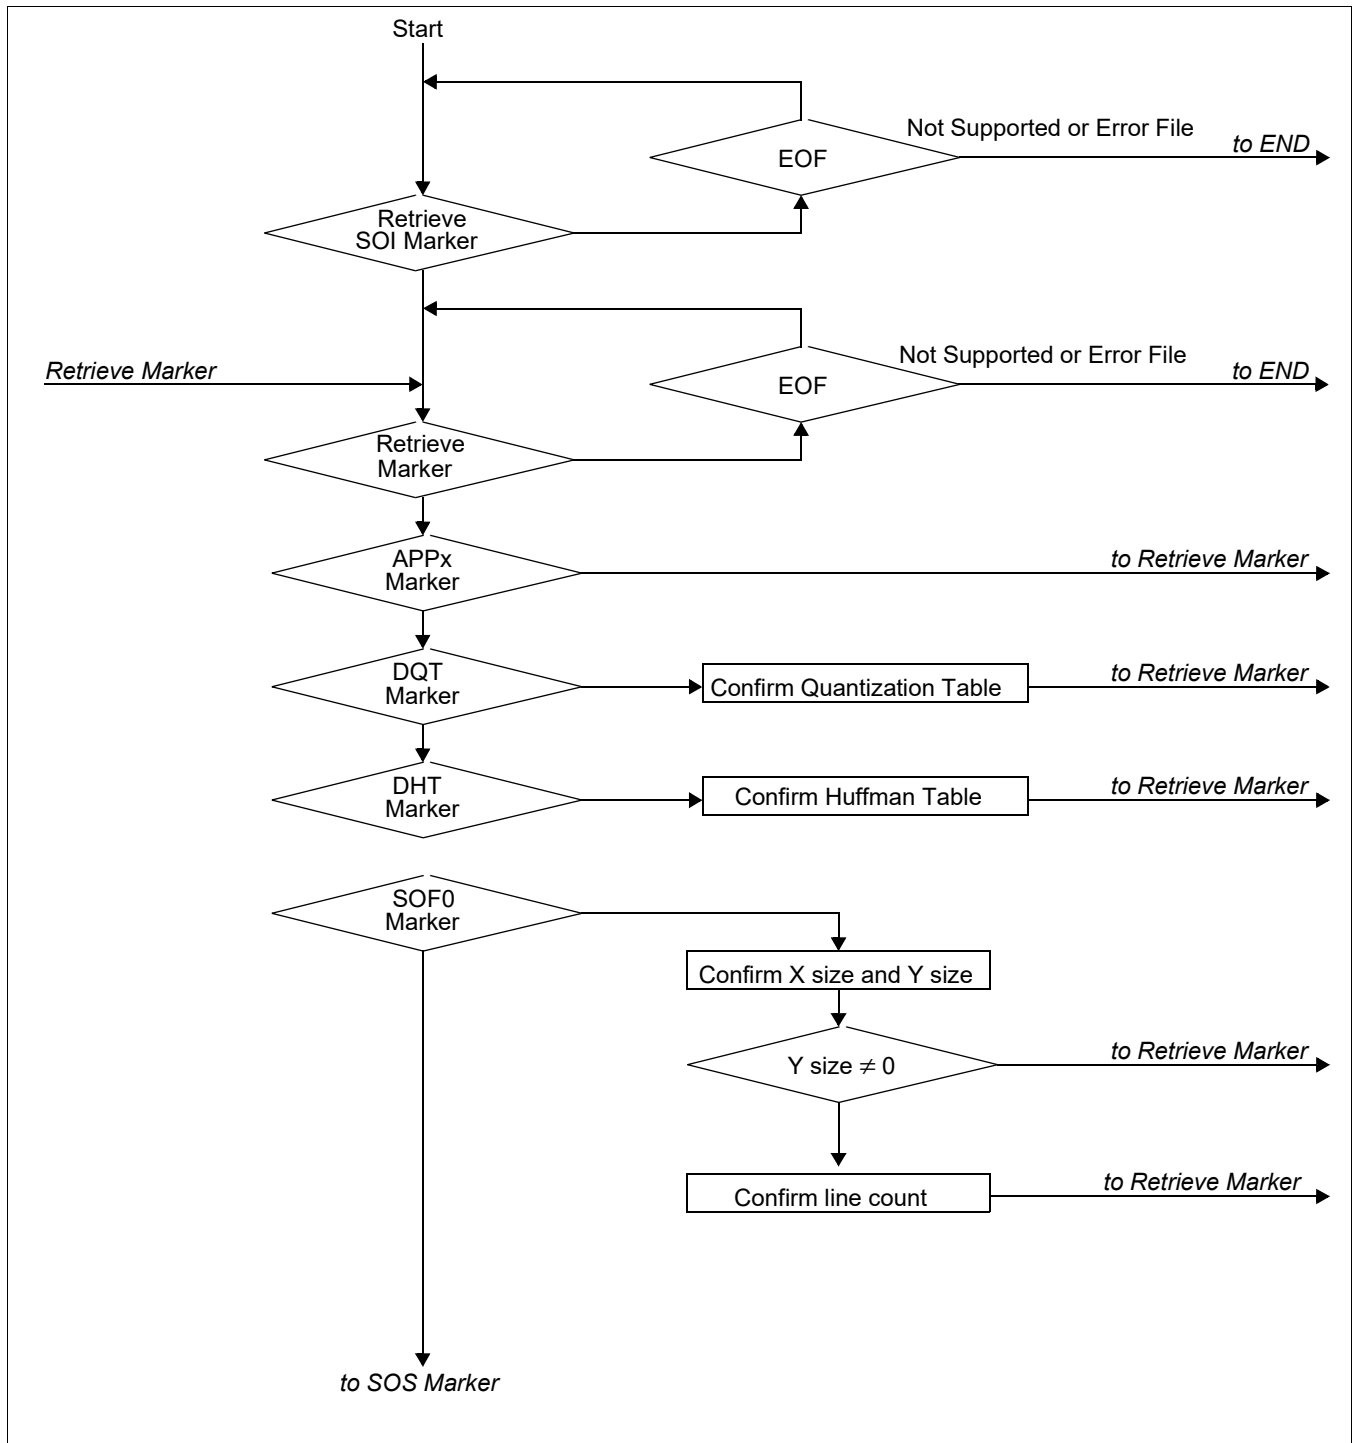 Start
Not Supported or Error File
to END
EOF
Retrieve
SOI Marker
Not Supported or Error File
to END
Retrieve Marker
EOF
Retrieve
Marker
APPx
Marker
to Retrieve Marker
DQT
Marker
Confirm Quantization Table
to Retrieve Marker
DHT
Marker
Confirm Huffman Table
to Retrieve Marker
SOF0
Marker
Confirm X size and Y size
Y size ≠ 0
to Retrieve Marker
Confirm line count
to Retrieve Marker
to SOS Marker